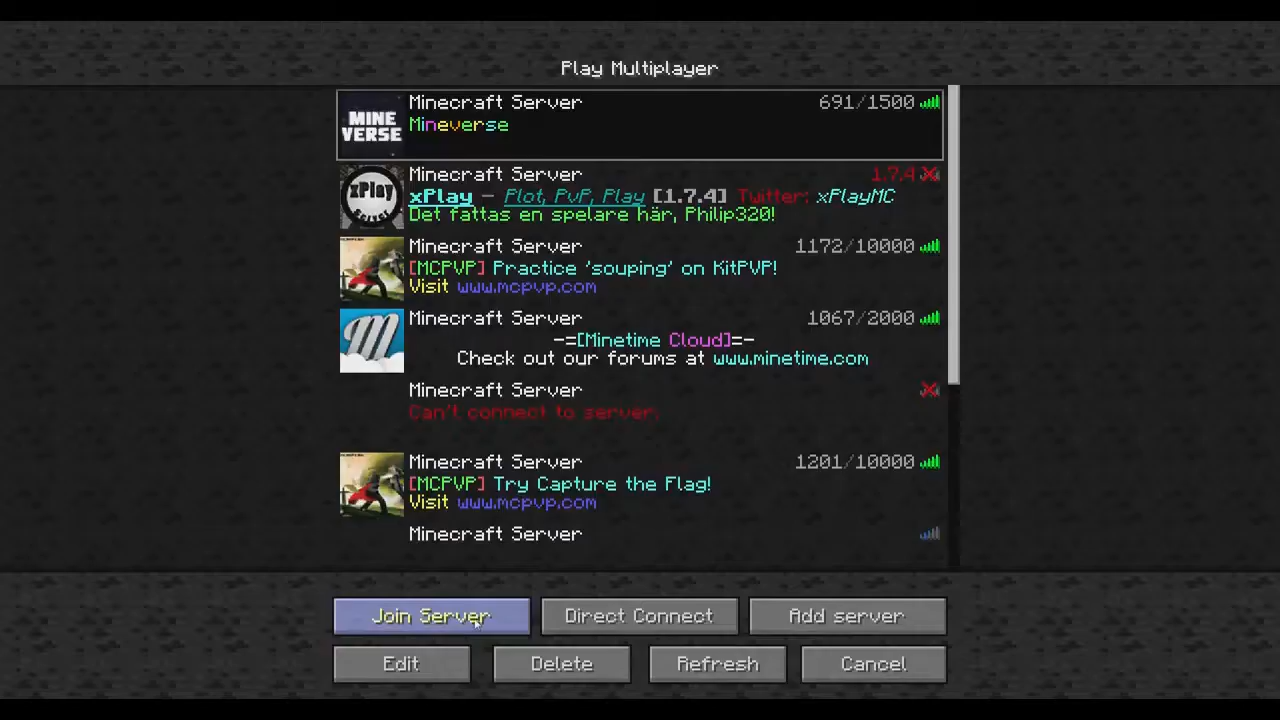 Play Multiplayer
MINE
VERSE
Minecraft Server 691/1500
Mineverse
xPlay
Minecraft Server 1.7.4
xPlay - Plot, PvP, Play [1.7.4] Twitter: xPlayMC
Det fattas en spelare här, Philip320!
Minecraft Server 1172/10000
[MCPVP] Practice 'souping' on KitPVP!
Visit www.mcpvp.com
M
Minecraft Server 1067/2000
-=[Minetime Cloud]=-
Check out our forums at www.minetime.com
Minecraft Server
Can't connect to server.
Minecraft Server 1201/10000
[MCPVP] Try Capture the Flag!
Visit www.mcpvp.com
Minecraft Server
Join Server Direct Connect Add server
Edit Delete Refresh Cancel